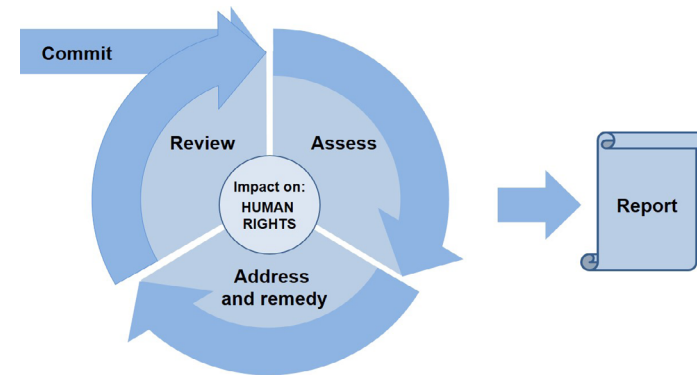 Commit
Review
Assess
Impact on:
HUMAN
RIGHTS
Address
and remedy
Report